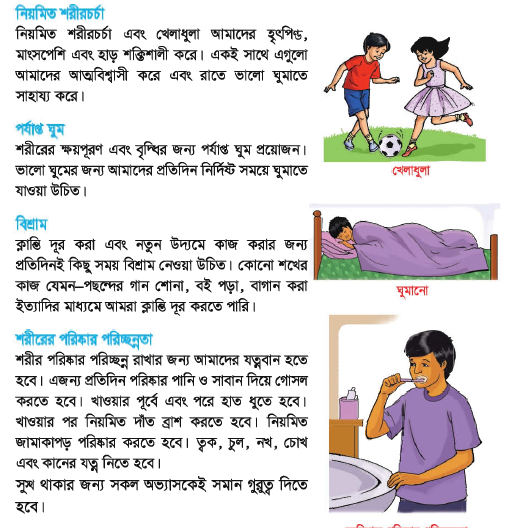 নিয়মিত শরীরচর্চা
নিয়মিত শরীরচর্চা এবং খেলাধুলা আমাদের হৃৎপিণ্ড,
মাংসপেশি এবং হাড় শক্তিশালী করে। একই সাথে এগুলো
আমাদের আত্মবিশ্বাসী করে এবং রাতে ভালো ঘুমাতে
সাহায্য করে।
খেলাধুলা
পর্যাপ্ত ঘুম
শরীরের ক্ষয়পূরণ এবং বৃদ্ধির জন্য পর্যাপ্ত ঘুম প্রয়োজন।
ভালো ঘুমের জন্য আমাদের প্রতিদিন নির্দিষ্ট সময়ে ঘুমাতে
যাওয়া উচিত।
বিশ্রাম
ক্লান্তি দূর করা এবং নতুন উদ্যমে কাজ করার জন্য
প্রতিদিনই কিছু সময় বিশ্রাম নেওয়া উচিত। কোনো শখের
কাজ যেমন–পছন্দের গান শোনা, বই পড়া, বাগান করা
ইত্যাদির মাধ্যমে আমরা ক্লান্তি দূর করতে পারি।
ঘুমানো
শরীরের পরিষ্কার পরিচ্ছন্নতা
শরীর পরিষ্কার পরিচ্ছন্ন রাখার জন্য আমাদের যত্নবান হতে
হবে। এজন্য প্রতিদিন পরিষ্কার পানি ও সাবান দিয়ে গোসল
করতে হবে। খাওয়ার পূর্বে এবং পরে হাত ধুতে হবে।
খাওয়ার পর নিয়মিত দাঁত ব্রাশ করতে হবে। নিয়মিত
জামাকাপড় পরিষ্কার করতে হবে। ত্বক, চুল, নখ, চোখ
এবং কানের যত্ন নিতে হবে।
সুস্থ থাকার জন্য সকল অভ্যাসকেই সমান গুরুত্ব দিতে
হবে।